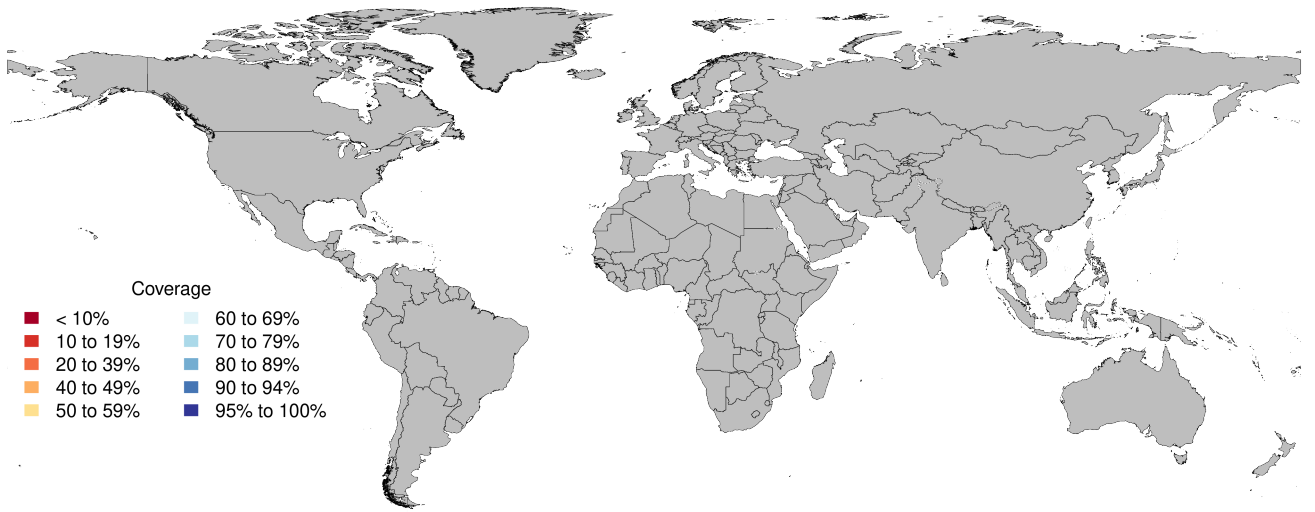 Coverage
< 10%
10 to 19%
20 to 39%
40 to 49%
50 to 59%
60 to 69%
70 to 79%
80 to 89%
90 to 94%
95% to 100%